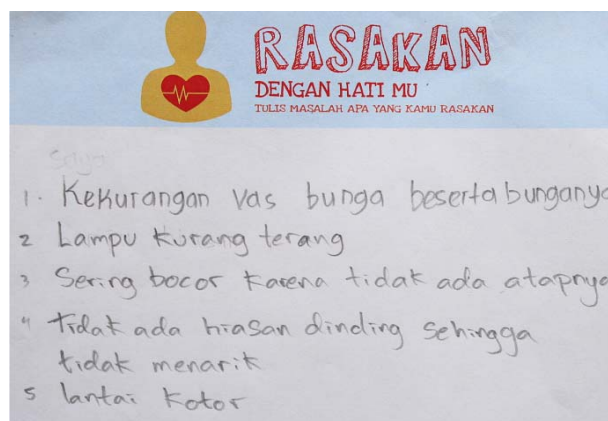 RASAKAN
DENGAN HATI MU
TULIS MASALAH APA YANG KAMU RASAKAN
Saya
1. Kekurangan vas bunga beserta bunganya
2 Lampu kurang terang
3 Sering bocor karena tidak ada atapnya
4 Tidak ada hiasan dinding sehingga
tidak menarik
5 lantai kotor